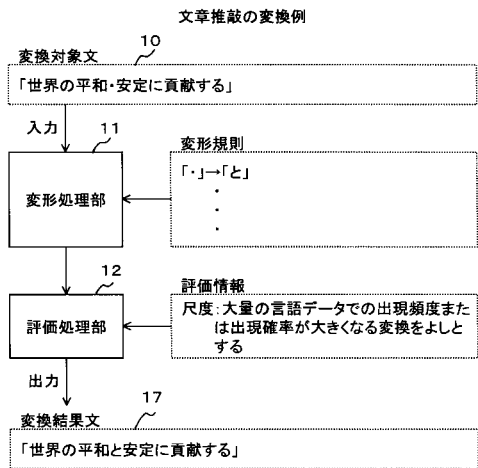 文章推敲の変換例
10
変換対象文
「世界の平和・安定に貢献する」
入力
11
変形処理部
変形規則
「・」→「と」
・
・
・
12
評価処理部
評価情報
尺度:大量の言語データでの出現頻度また
は出現確率が大きくなる変換をよしと
する
出力
17
変換結果文
「世界の平和と安定に貢献する」